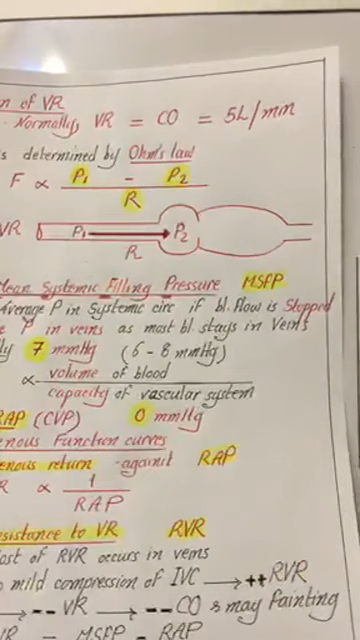 n of VR
- Normally, VR = CO = 5L/mm
is determined by Ohm's law
F ∝ P1 - P2
R
VR P1 P2
R
Mean Systemic Filling Pressure MSFP
Average P in Systemic circ if bl. flow is Stopped
P in veins as most bl. stays in Veins
7 mmHg (6 - 8 mmHg)
∝ volume of blood
capacity of vascular system
RAP (CVP) 0 mmHg
enous Function curves
enous return - against RAP
R ∝ 1
RAP
esistance to VR RVR
ost of RVR occurs in veins
mild compression of IVC → ++ RVR
→ -- VR → -- CO & may Fainting
VR = MSFP - RAP